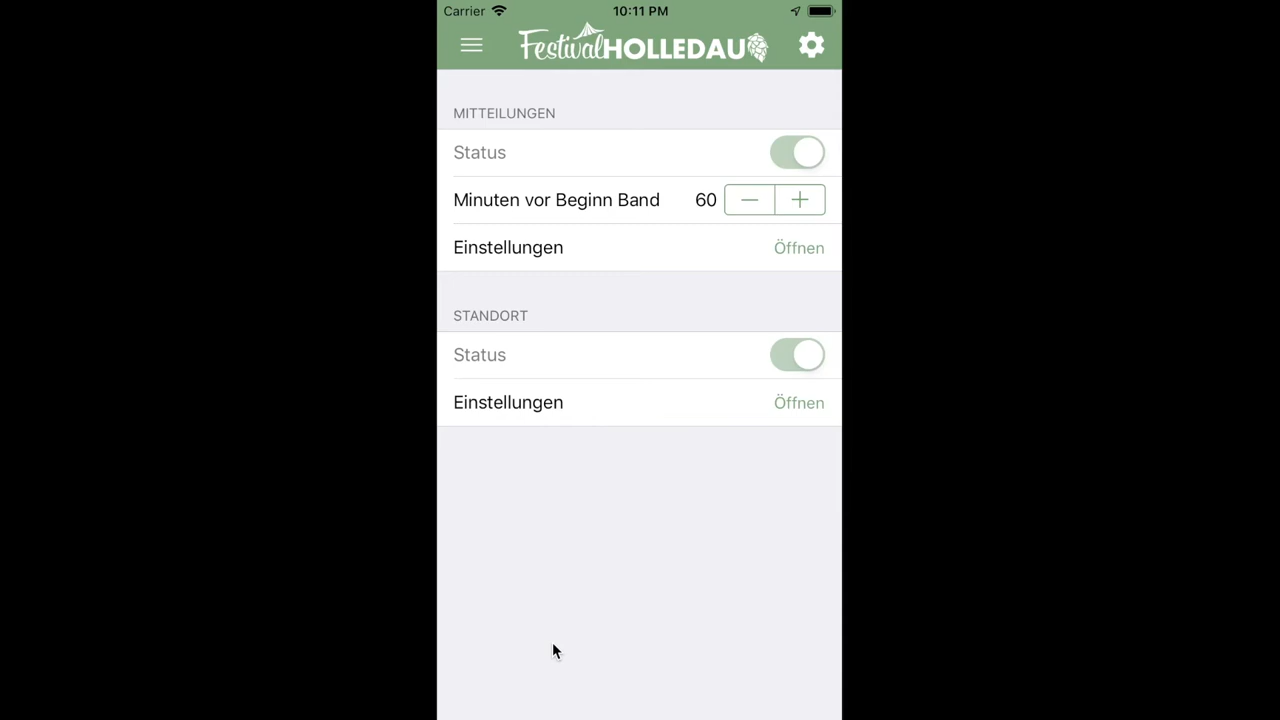 Carrier 10:11 PM
FestivalHOLLEDAU
MITTEILUNGEN
Status
Minuten vor Beginn Band 60
Einstellungen Öffnen
STANDORT
Status
Einstellungen Öffnen